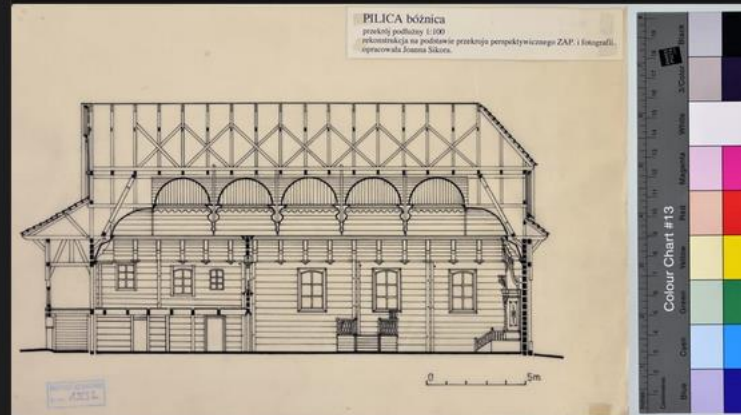 PILICA bóżnica
przekrój podłużny 1:100
rekonstrukcja na podstawie przekroju perspektywicznego ZAP. i fotografii.
opracowała Joanna Sikora.
0
5m
Colour Chart #13
Blue
Cyan
Green
Yellow
Red
Magenta
White
3/Color
Black